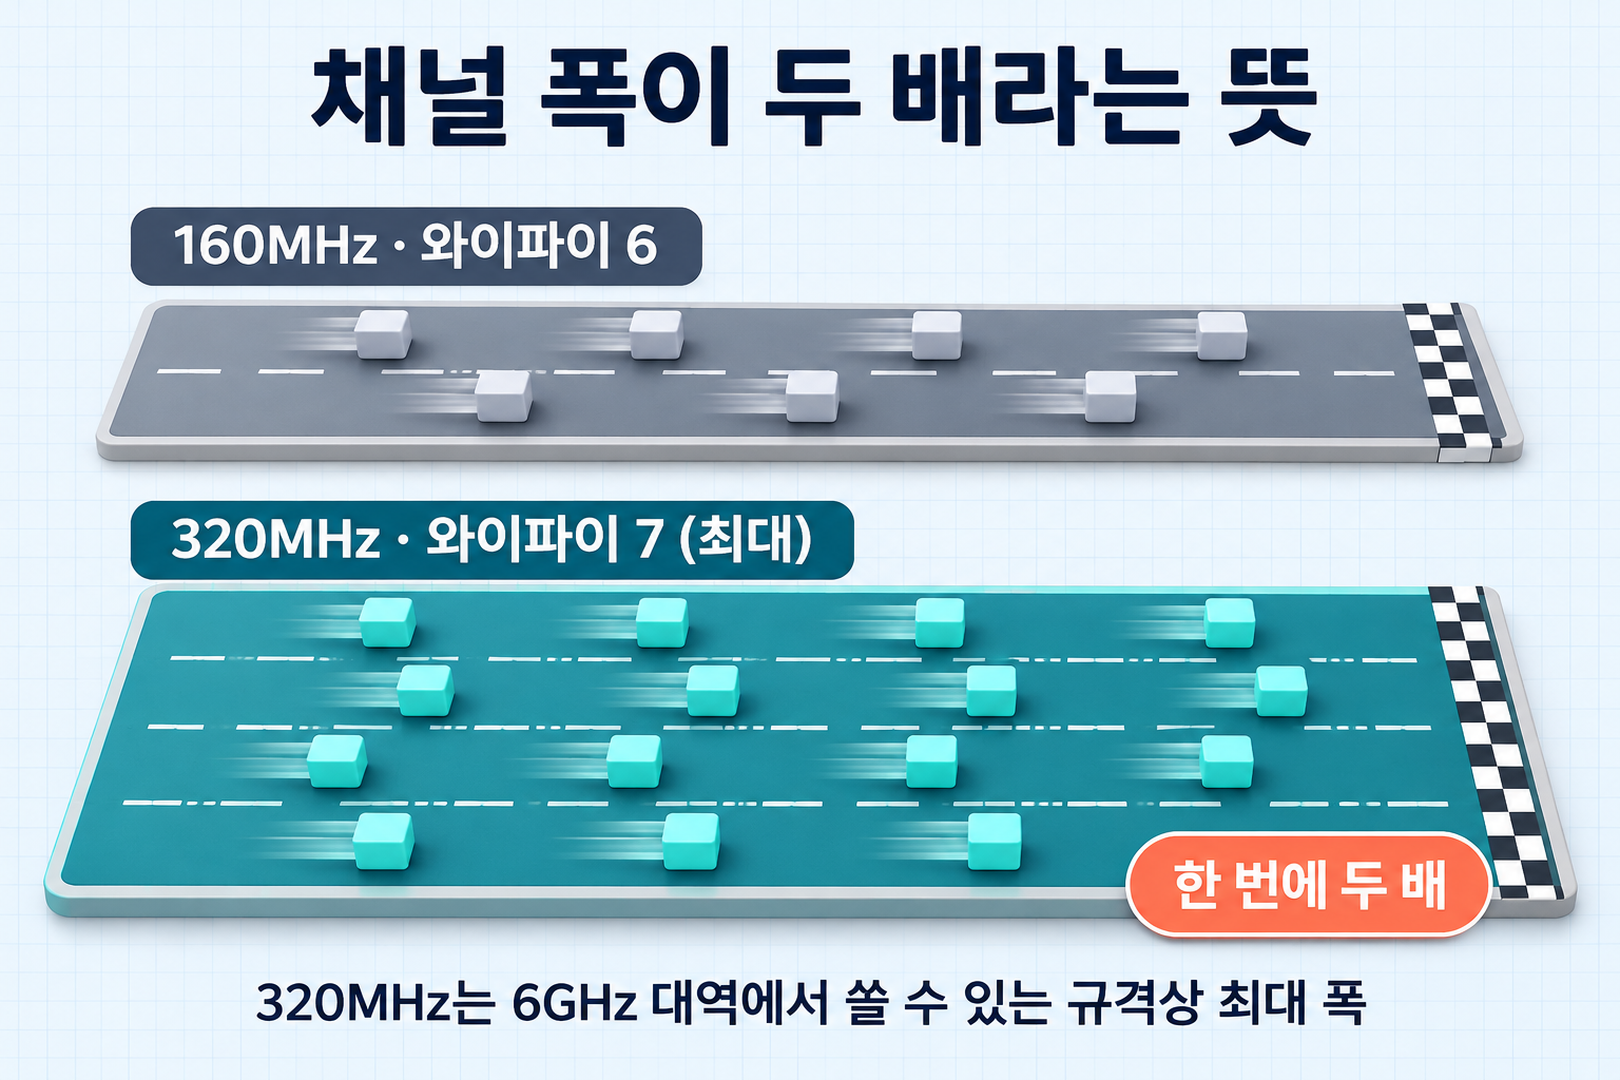 채널 폭이 두 배라는 뜻
160MHz · 와이파이 6
320MHz · 와이파이 7 (최대)
한 번에 두 배
320MHz는 6GHz 대역에서 쓸 수 있는 규격상 최대 폭